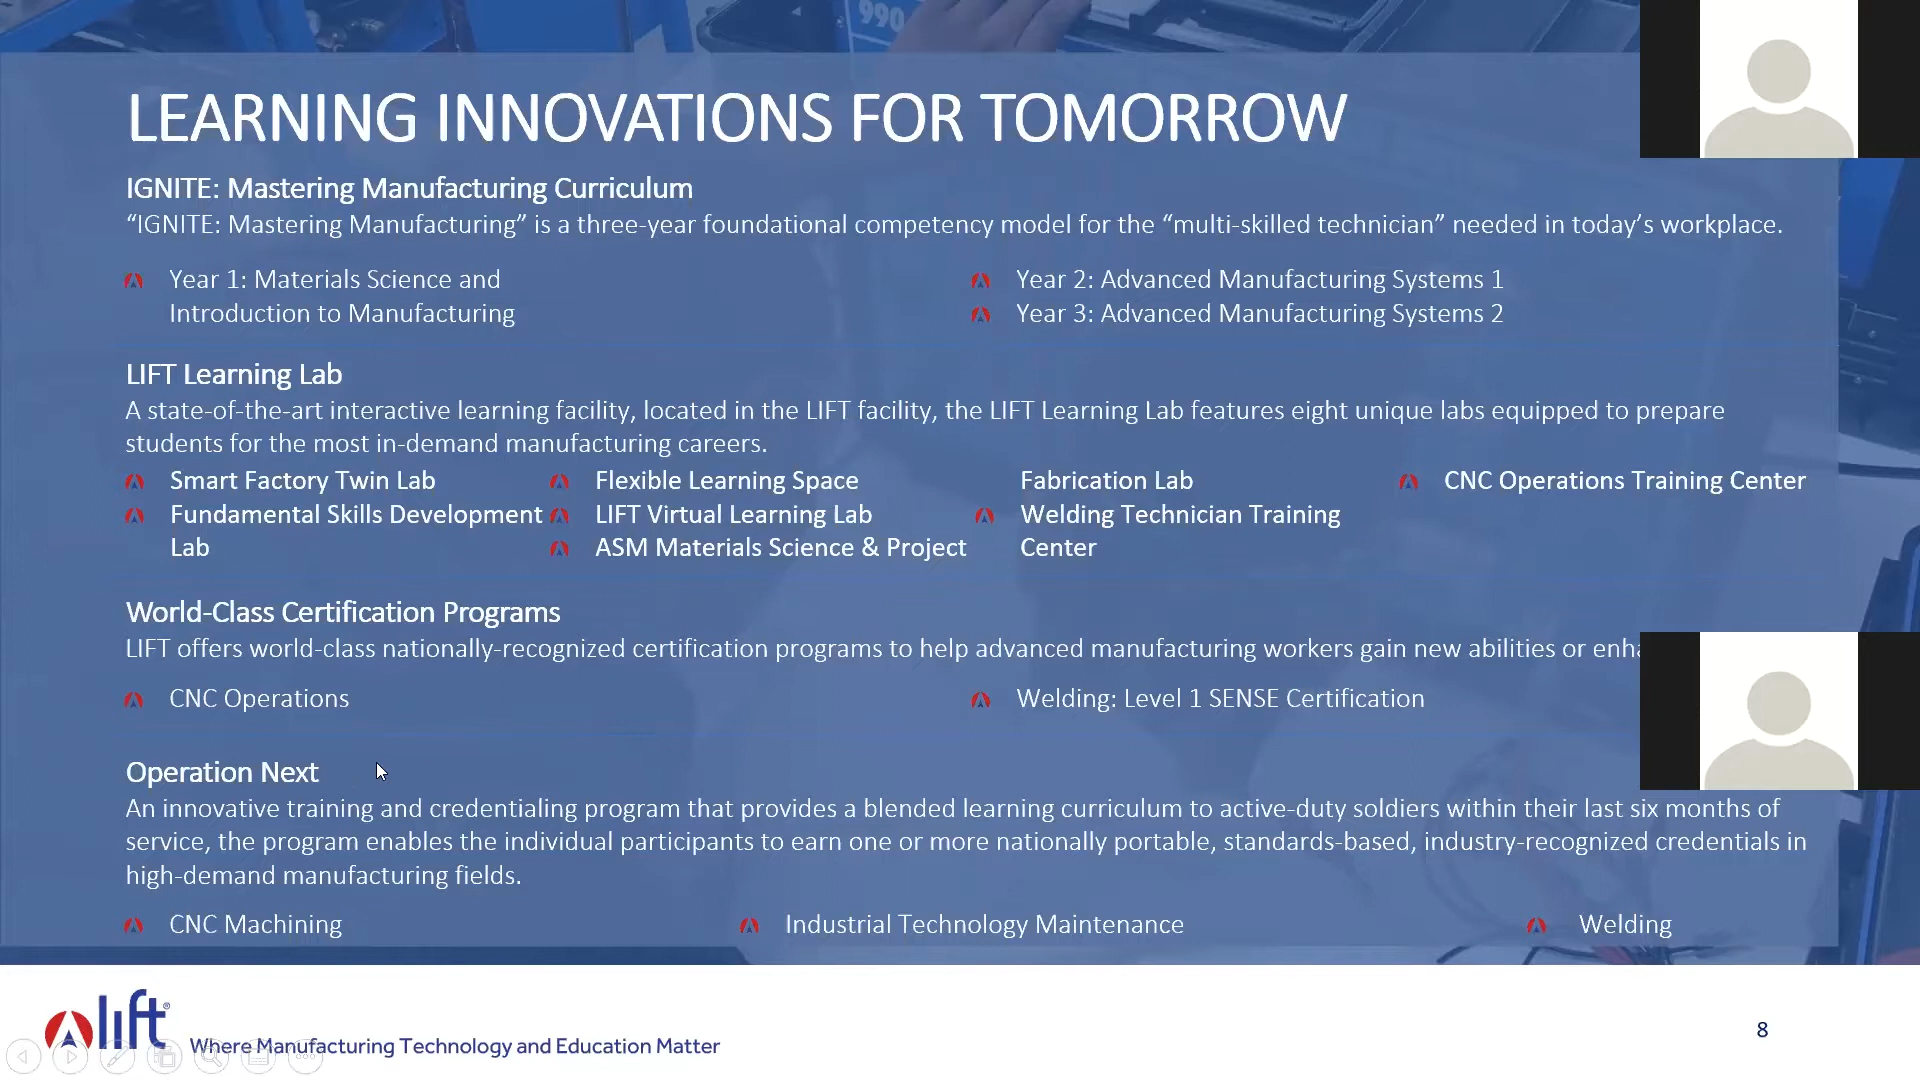 990
LEARNING INNOVATIONS FOR TOMORROW
IGNITE: Mastering Manufacturing Curriculum
“IGNITE: Mastering Manufacturing” is a three-year foundational competency model for the “multi-skilled technician” needed in today’s workplace.
Year 1: Materials Science and
Introduction to Manufacturing
Year 2: Advanced Manufacturing Systems 1
Year 3: Advanced Manufacturing Systems 2
LIFT Learning Lab
A state-of-the-art interactive learning facility, located in the LIFT facility, the LIFT Learning Lab features eight unique labs equipped to prepare
students for the most in-demand manufacturing careers.
Smart Factory Twin Lab
Fundamental Skills Development
Lab
Flexible Learning Space
LIFT Virtual Learning Lab
ASM Materials Science & Project
Fabrication Lab
Welding Technician Training
Center
CNC Operations Training Center
World-Class Certification Programs
LIFT offers world-class nationally-recognized certification programs to help advanced manufacturing workers gain new abilities or
CNC Operations
Welding: Level 1 SENSE Certification
Operation Next
An innovative training and credentialing program that provides a blended learning curriculum to active-duty soldiers within their last six months of
service, the program enables the individual participants to earn one or more nationally portable, standards-based, industry-recognized credentials in
high-demand manufacturing fields.
CNC Machining
Industrial Technology Maintenance
Welding
lift®
Where Manufacturing Technology and Education Matter
8